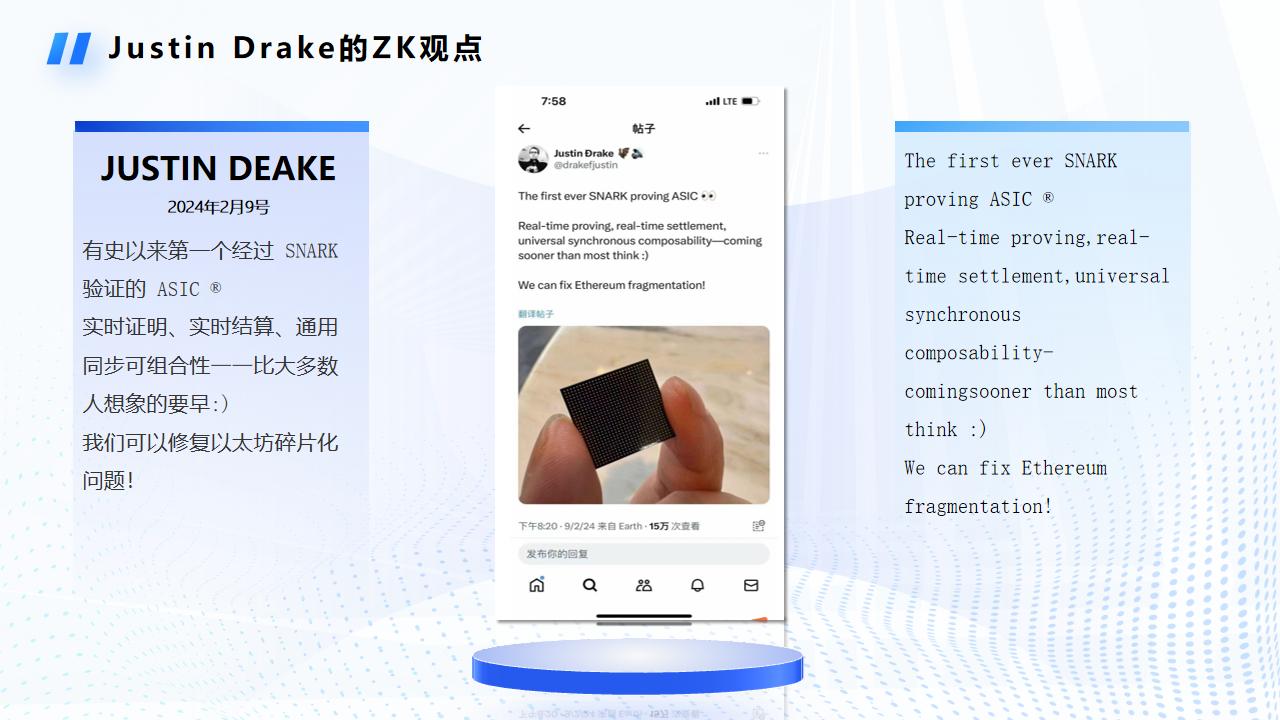 Justin Drake的ZK观点
JUSTIN DEAKE
2024年2月9号
有史以来第一个经过 SNARK
验证的 ASIC ®
实时证明、实时结算、通用
同步可组合性——比大多数
人想象的要早:)
我们可以修复以太坊碎片化
问题!
7:58
LTE
帖子
Justin Ðrake
@drakefjustin
The first ever SNARK proving ASIC 👀
Real-time proving, real-time settlement,
universal synchronous composability—coming
sooner than most think :)
We can fix Ethereum fragmentation!
翻译帖子
下午8:20 · 9/2/24 来自 Earth · 15万 次查看
发布你的回复
The first ever SNARK
proving ASIC ®
Real-time proving,real-
time settlement,universal
synchronous
composability-
comingsooner than most
think :)
We can fix Ethereum
fragmentation!